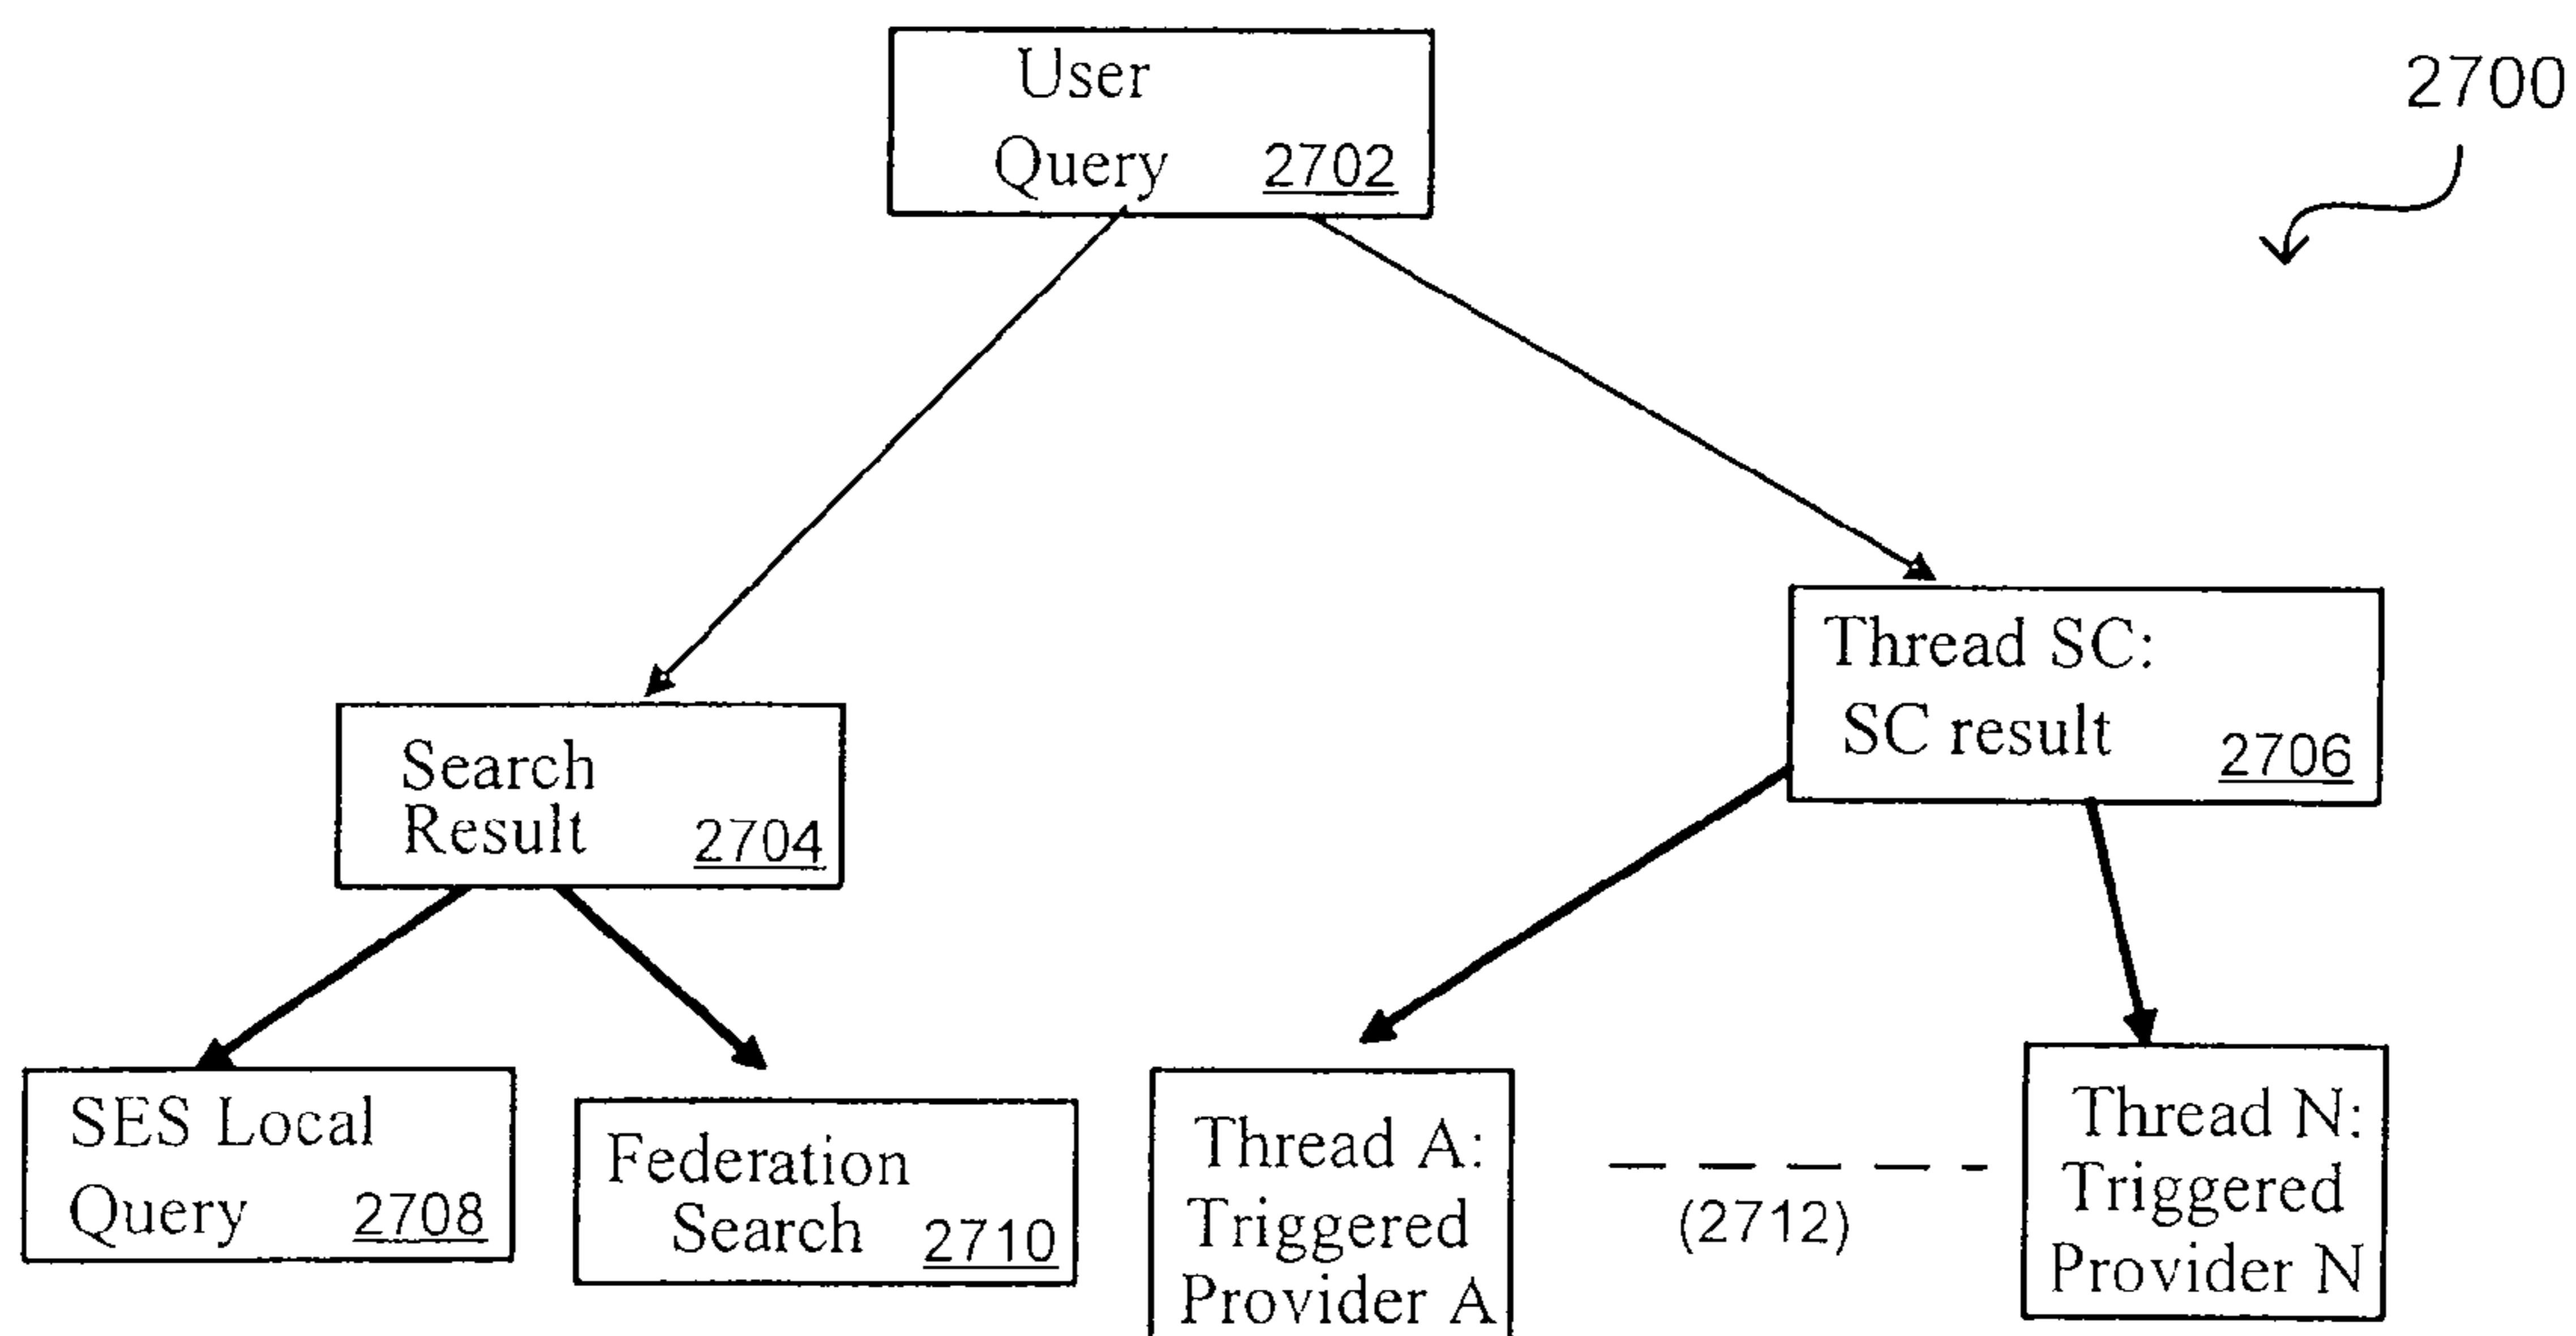 User
Query 2702
2700
Search
Result 2704
Thread SC:
SC result 2706
SES Local
Query 2708
Federation
Search 2710
Thread A:
Triggered
Provider A
(2712)
Thread N:
Triggered
Provider N